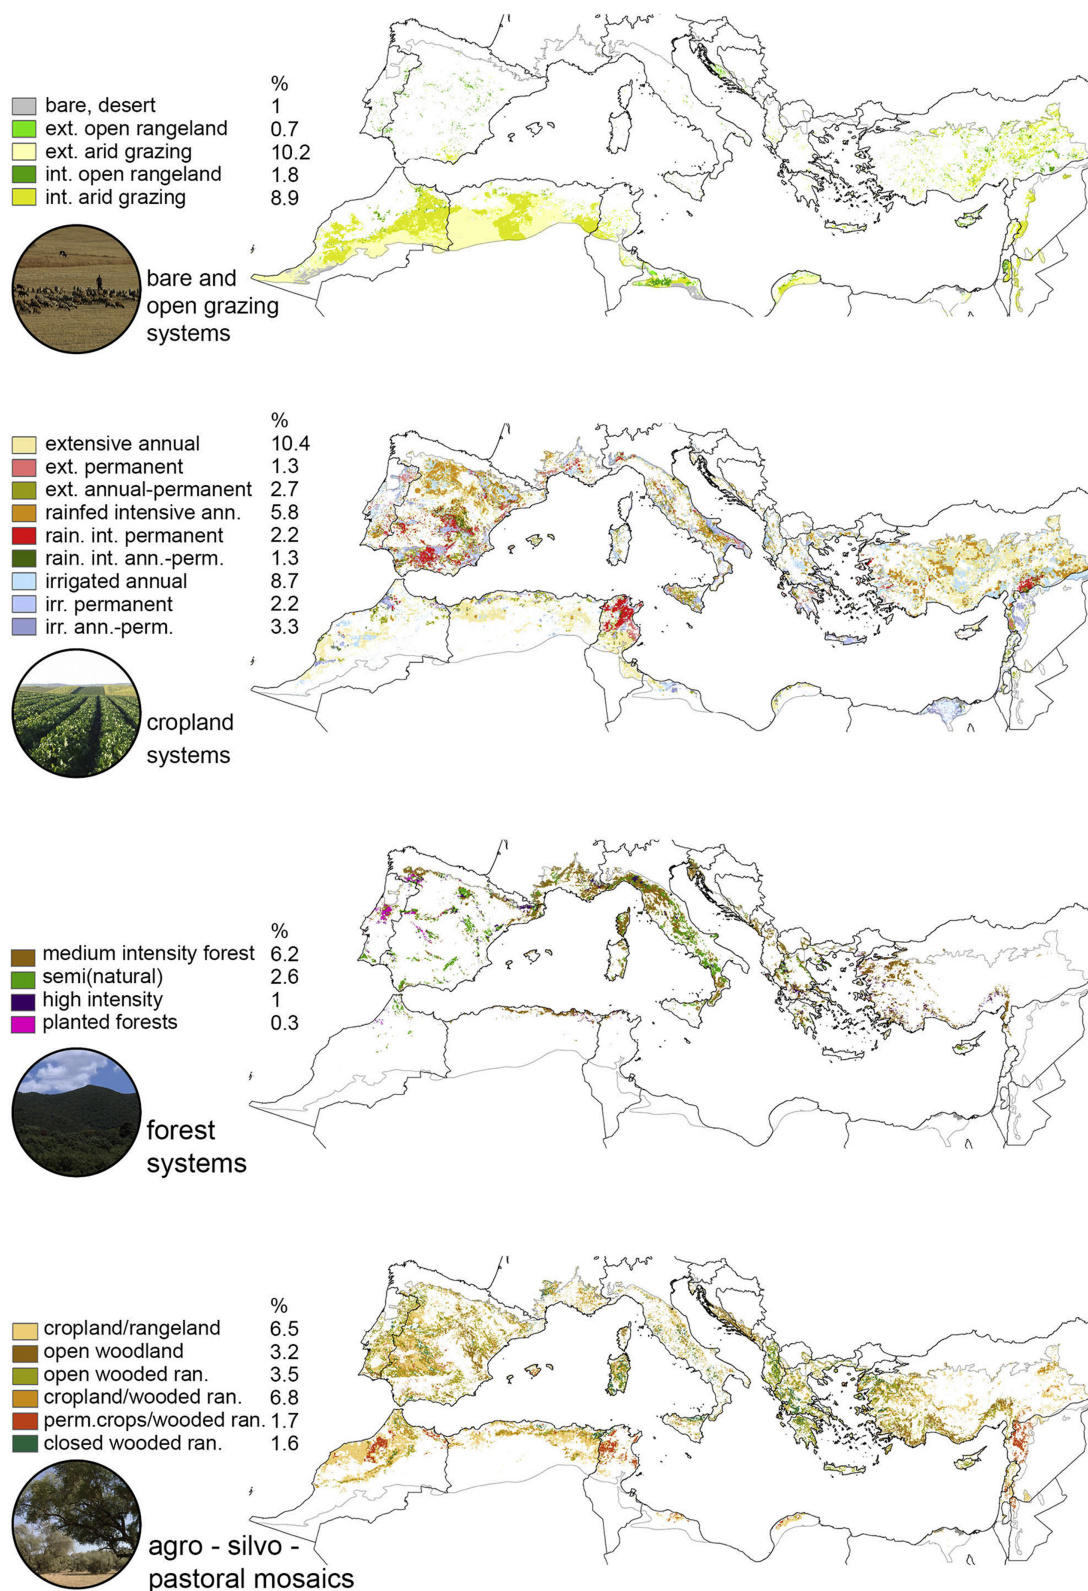 %
bare, desert 1
ext. open rangeland 0.7
ext. arid grazing 10.2
int. open rangeland 1.8
int. arid grazing 8.9
bare and
open grazing
systems
%
extensive annual 10.4
ext. permanent 1.3
ext. annual-permanent 2.7
rainfed intensive ann. 5.8
rain. int. permanent 2.2
rain. int. ann.-perm. 1.3
irrigated annual 8.7
irr. permanent 2.2
irr. ann.-perm. 3.3
cropland
systems
%
medium intensity forest 6.2
semi(natural) 2.6
high intensity 1
planted forests 0.3
forest
systems
%
cropland/rangeland 6.5
open woodland 3.2
open wooded ran. 3.5
cropland/wooded ran. 6.8
perm.crops/wooded ran. 1.7
closed wooded ran. 1.6
agro - silvo -
pastoral mosaics